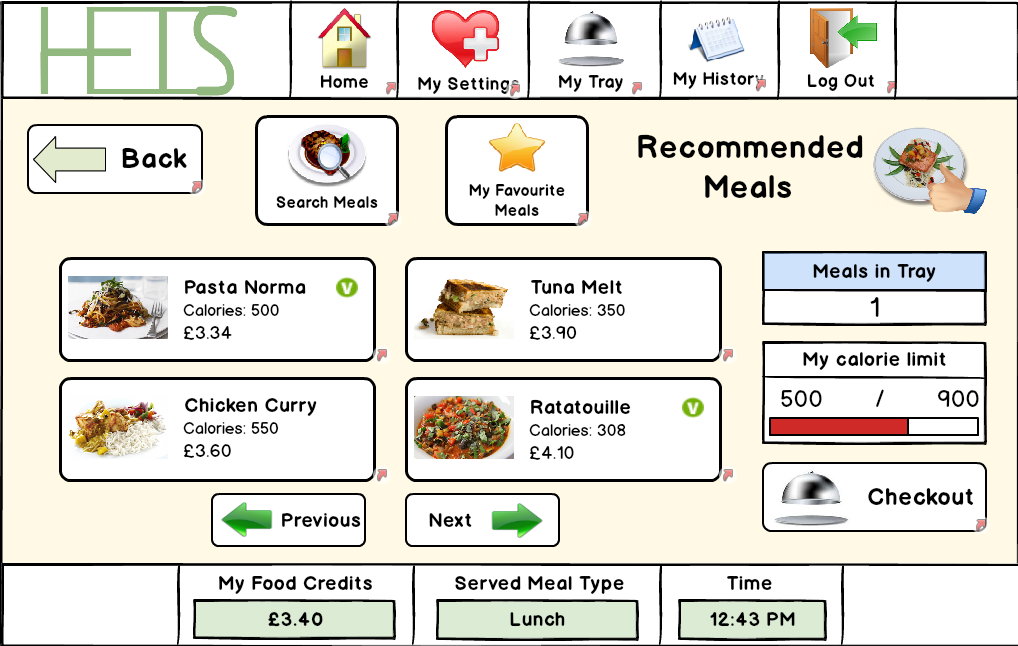 HETS
Home
My Settings
My Tray
My History
Log Out
Back
Search Meals
My Favourite
Meals
Recommended
Meals
Pasta Norma
V
Calories: 500
£3.34
Tuna Melt
Calories: 350
£3.90
Meals in Tray
1
My calorie limit
500 / 900
Chicken Curry
Calories: 550
£3.60
Ratatouille
V
Calories: 308
£4.10
Checkout
Previous
Next
My Food Credits
£3.40
Served Meal Type
Lunch
Time
12:43 PM